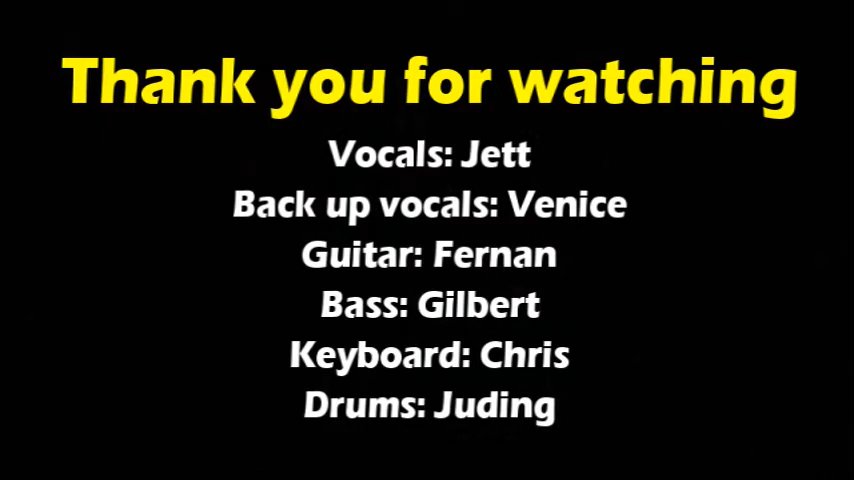 Thank you for watching
Vocals: Jett
Back up vocals: Venice
Guitar: Fernan
Bass: Gilbert
Keyboard: Chris
Drums: Juding